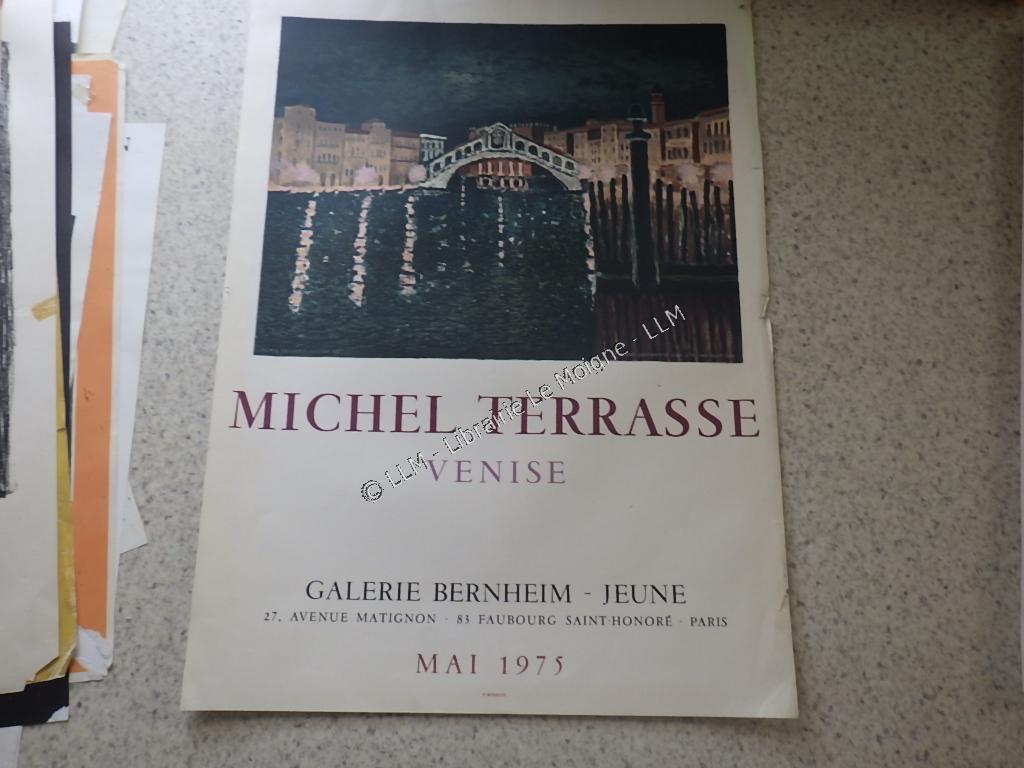 MICHEL TERRASSE
VENISE
© LLM - Librairie Le Moigne - LLM
GALERIE BERNHEIM - JEUNE
27, AVENUE MATIGNON - 83 FAUBOURG SAINT-HONORÉ - PARIS
MAI 1975